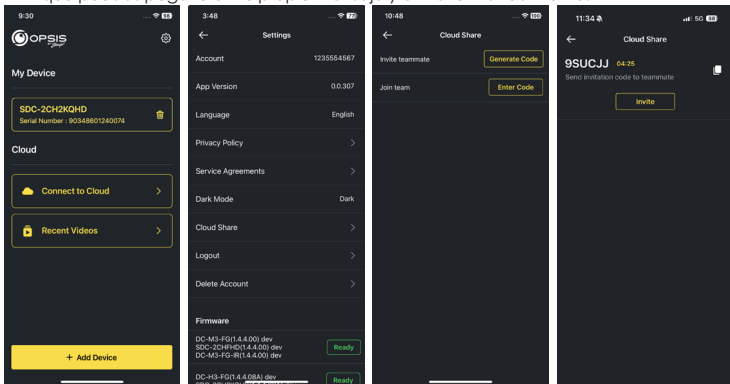 9:30
OPSIS
My Device
SDC-2CH2KQHD
Serial Number : 90348601240074
Cloud
Connect to Cloud
Recent Videos
+ Add Device
3:48
Settings
Account 1235554567
App Version 0.0.307
Language English
Privacy Policy
Service Agreements
Dark Mode Dark
Cloud Share
Logout
Delete Account
Firmware
DC-M3-FG(1.4.4.00) dev
SDC-2CHFHD(1.4.4.00) dev
DC-M3-FG-IR(1.4.4.00) dev
Ready
DC-H3-FG(1.4.4.08A) dev
Ready
10:48
100
Cloud Share
Invite teammate Generate Code
Join team Enter Code
11:34
5G
Cloud Share
9SUCJJ 04:25
Send invitation code to teammate
Invite